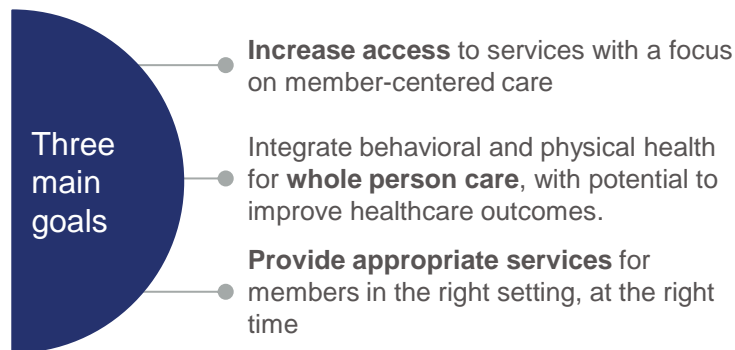 Three
main
goals
Increase access to services with a focus
on member-centered care
Integrate behavioral and physical health
for whole person care, with potential to
improve healthcare outcomes.
Provide appropriate services for
members in the right setting, at the right
time